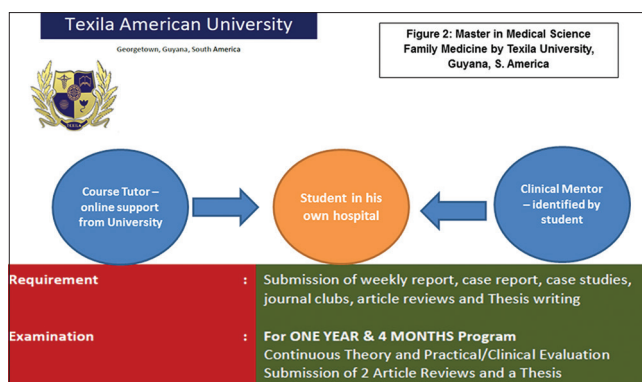 Texila American University
Georgetown, Guyana, South America
Figure 2: Master in Medical Science
Family Medicine by Texila University,
Guyana, S. America
TEXILA
Course Tutor –
online support
from University
Student in his
own hospital
Clinical Mentor
– identified by
student
Requirement : Submission of weekly report, case report, case studies,
journal clubs, article reviews and Thesis writing
Examination : For ONE YEAR & 4 MONTHS Program
Continuous Theory and Practical/Clinical Evaluation
Submission of 2 Article Reviews and a Thesis